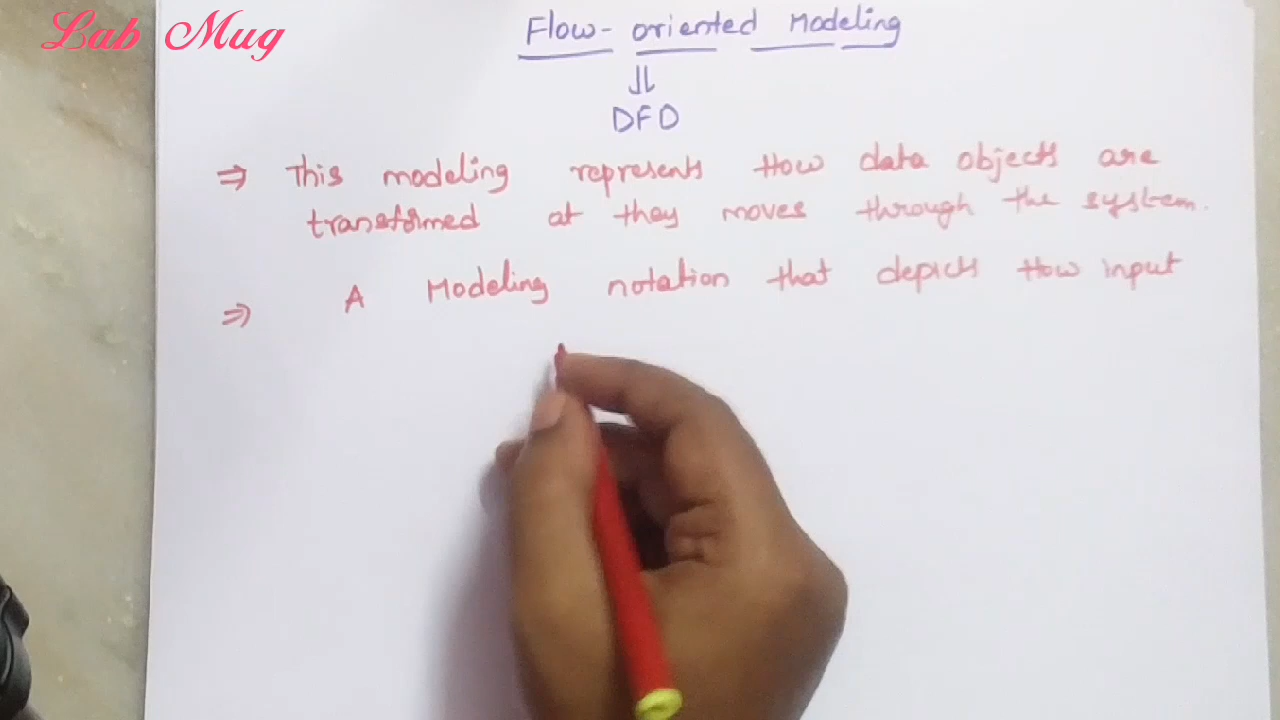 Lab Mug
Flow-oriented Modeling
⇓
DFD
⇒ This modeling represents How data objects are
transformed at they moves through the system.
⇒ A Modeling notation that depicts How input